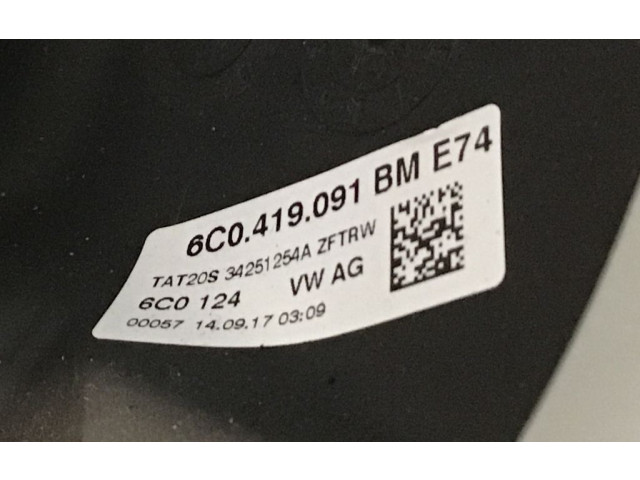 6C0.419.091 BM E74
TAT20S 34251254A ZFTRW
6C0 124 VW AG
00057 14.09.17 03:09